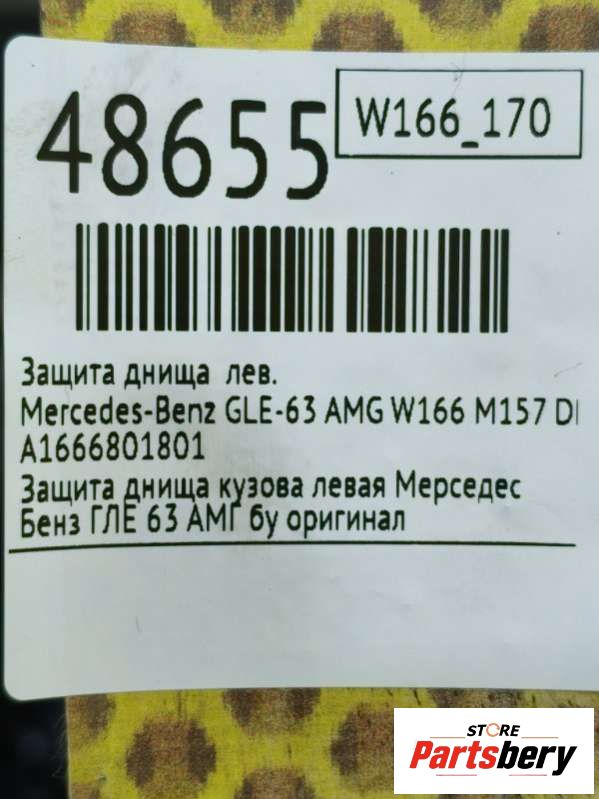 48655
W166_170
Защита днища лев.
Mercedes-Benz GLE-63 AMG W166 M157 DI
A1666801801
Защита днища кузова левая Мерседес
Бенз ГЛЕ 63 АМГ бу оригинал
STORE
Partsbery